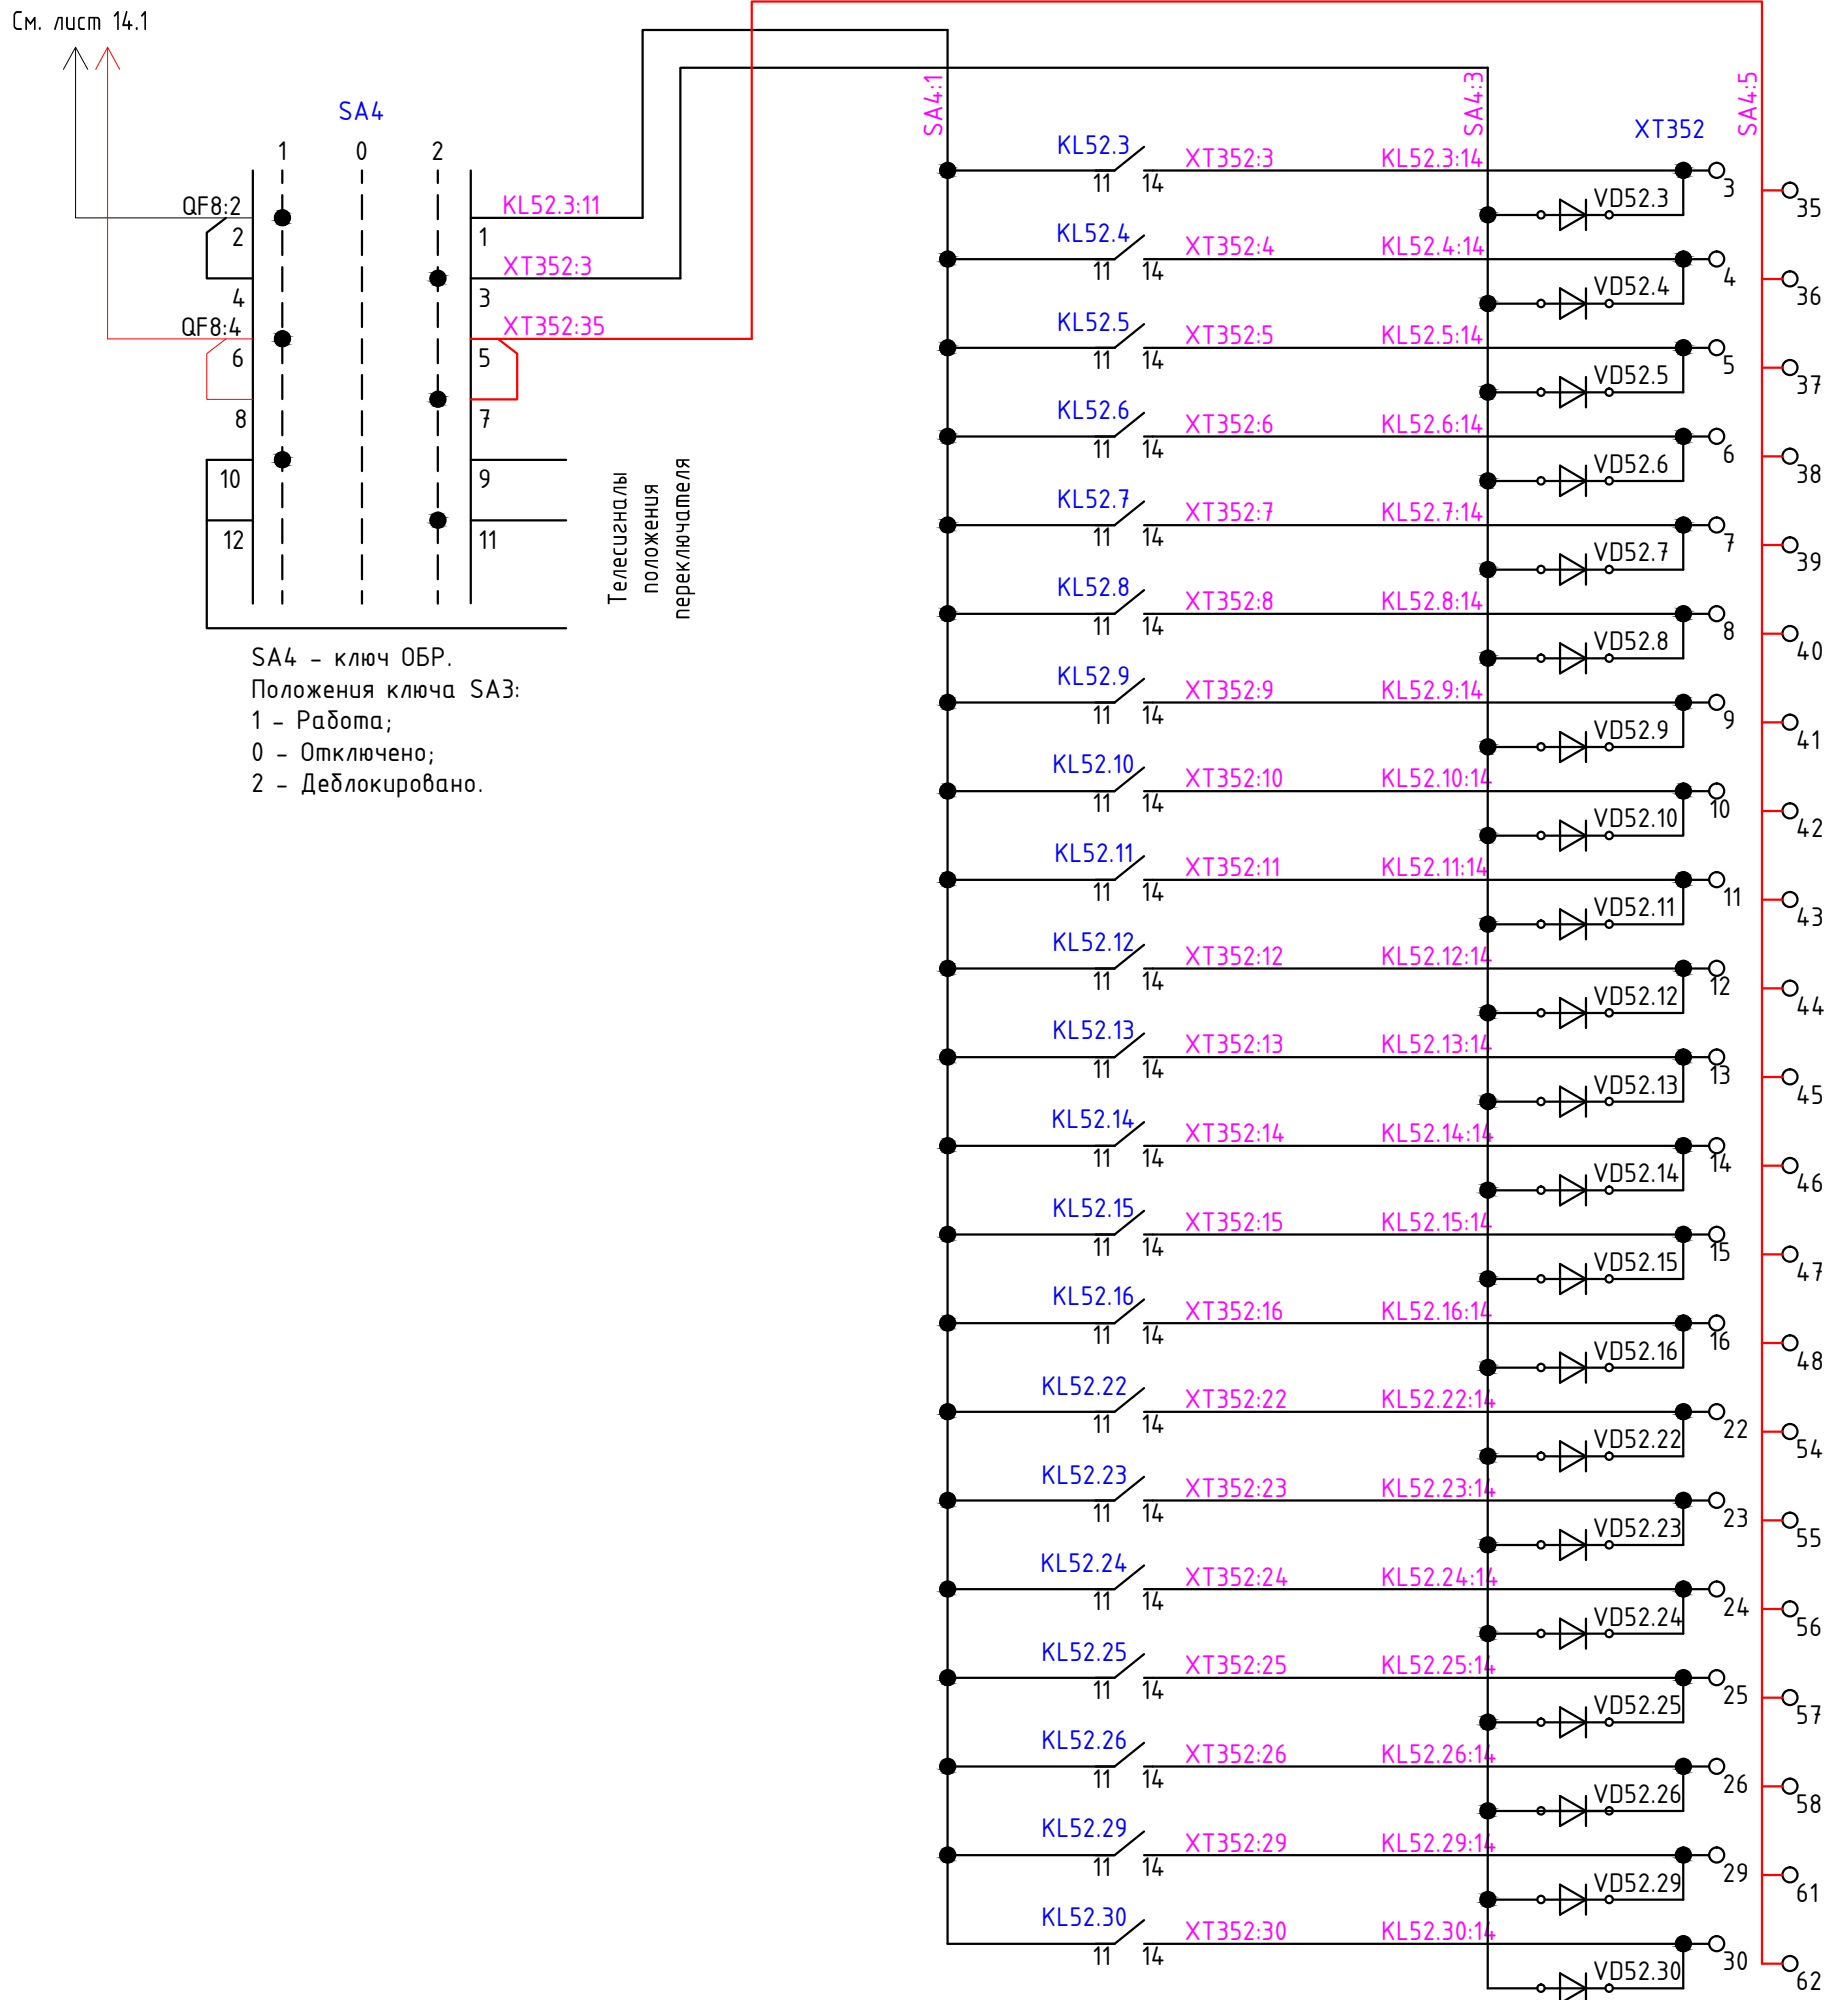 См. лист 14.1
SA4
1 0 2
QF8:2
2
4
QF8:4
6
8
10
12
KL52.3:11
1
XT352:3
3
XT352:35
5
7
9
11
Телесигналы
положения
переключателя
SA4 - ключ ОБР.
Положения ключа SA3:
1 - Работа;
0 - Отключено;
2 - Деблокировано.
SA4:1
SA4:3
SA4:5
XT352
KL52.3 11 14 XT352:3 KL52.3:14 VD52.3 3 35
KL52.4 11 14 XT352:4 KL52.4:14 VD52.4 4 36
KL52.5 11 14 XT352:5 KL52.5:14 VD52.5 5 37
KL52.6 11 14 XT352:6 KL52.6:14 VD52.6 6 38
KL52.7 11 14 XT352:7 KL52.7:14 VD52.7 7 39
KL52.8 11 14 XT352:8 KL52.8:14 VD52.8 8 40
KL52.9 11 14 XT352:9 KL52.9:14 VD52.9 9 41
KL52.10 11 14 XT352:10 KL52.10:14 VD52.10 10 42
KL52.11 11 14 XT352:11 KL52.11:14 VD52.11 11 43
KL52.12 11 14 XT352:12 KL52.12:14 VD52.12 12 44
KL52.13 11 14 XT352:13 KL52.13:14 VD52.13 13 45
KL52.14 11 14 XT352:14 KL52.14:14 VD52.14 14 46
KL52.15 11 14 XT352:15 KL52.15:14 VD52.15 15 47
KL52.16 11 14 XT352:16 KL52.16:14 VD52.16 16 48
KL52.22 11 14 XT352:22 KL52.22:14 VD52.22 22 54
KL52.23 11 14 XT352:23 KL52.23:14 VD52.23 23 55
KL52.24 11 14 XT352:24 KL52.24:14 VD52.24 24 56
KL52.25 11 14 XT352:25 KL52.25:14 VD52.25 25 57
KL52.26 11 14 XT352:26 KL52.26:14 VD52.26 26 58
KL52.29 11 14 XT352:29 KL52.29:14 VD52.29 29 61
KL52.30 11 14 XT352:30 KL52.30:14 VD52.30 30 62